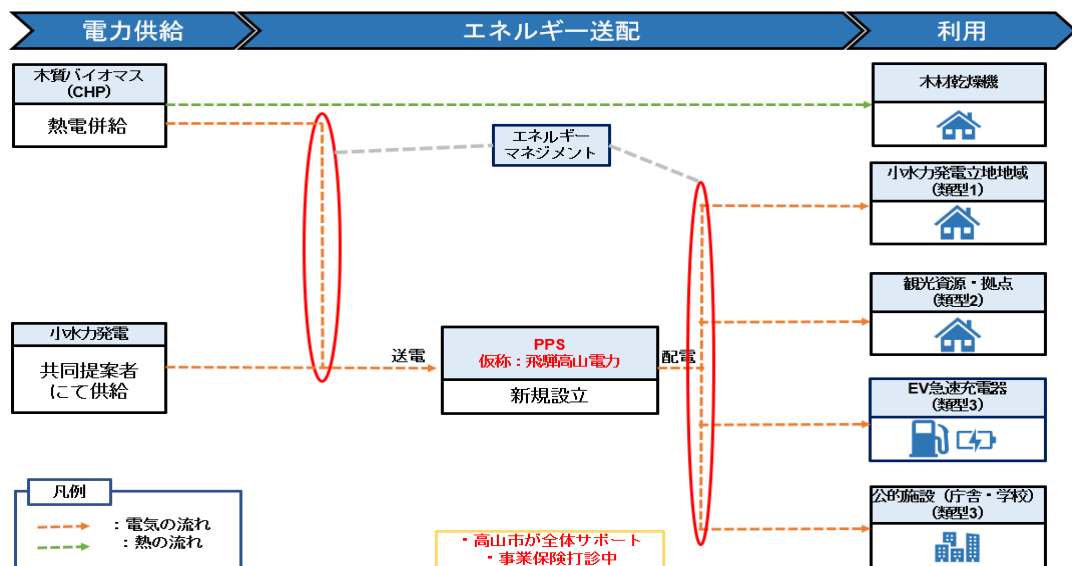 電力供給
エネルギー送配
利用
木質バイオマス
(CHP)
熱電併給
木材乾燥機
エネルギー
マネジメント
小水力発電立地地域
(類型1)
観光資源・拠点
(類型2)
小水力発電
共同提案者
にて供給
送電
PPS
仮称：飛騨高山電力
新規設立
配電
EV急速充電器
(類型3)
公的施設（庁舎・学校）
(類型3)
凡例
：電気の流れ
：熱の流れ
・高山市が全体サポート
・事業保険打診中